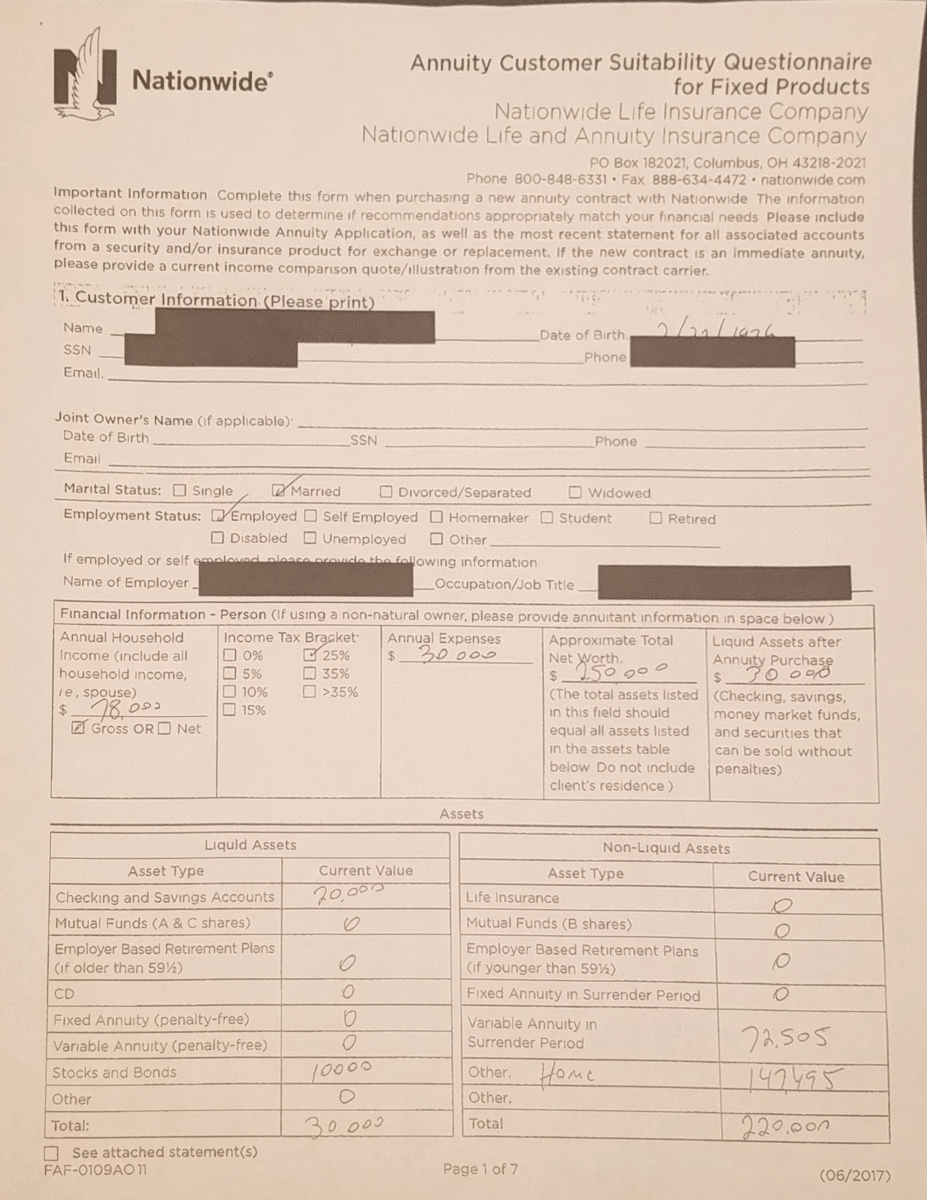 Nationwide®
Annuity Customer Suitability Questionnaire
for Fixed Products
Nationwide Life Insurance Company
Nationwide Life and Annuity Insurance Company
PO Box 182021, Columbus, OH 43218-2021
Phone 800-848-6331 • Fax 888-634-4472 • nationwide com
Important Information Complete this form when purchasing a new annuity contract with Nationwide The information
collected on this form is used to determine if recommendations appropriately match your financial needs Please include
this form with your Nationwide Annuity Application, as well as the most recent statement for all associated accounts
from a security and/or insurance product for exchange or replacement. If the new contract is an immediate annuity,
please provide a current income comparison quote/illustration from the existing contract carrier.
1. Customer Information (Please print)
Name Date of Birth.
SSN Phone
Email.
Joint Owner's Name (if applicable)
Date of Birth SSN Phone
Email
Marital Status: ☐ Single ☑ Married ☐ Divorced/Separated ☐ Widowed
Employment Status: ☑ Employed ☐ Self Employed ☐ Homemaker ☐ Student ☐ Retired
☐ Disabled ☐ Unemployed ☐ Other
If employed or self employed, please provide the following information
Name of Employer Occupation/Job Title
Financial Information - Person (If using a non-natural owner, please provide annuitant information in space below)
Annual Household
Income (include all
household income,
ie, spouse)
$ 78,000
☑ Gross OR ☐ Net
Income Tax Bracket
☐ 0% ☑ 25%
☐ 5% ☐ 35%
☐ 10% ☐ >35%
☐ 15%
Annual Expenses
$ 30 000
Approximate Total
Net Worth.
$ 250 000
(The total assets listed
in this field should
equal all assets listed
in the assets table
below Do not include
client's residence)
Liquid Assets after
Annuity Purchase
$ 30 000
(Checking, savings,
money market funds,
and securities that
can be sold without
penalties)
Assets
Liquid Assets
Asset Type Current Value
Checking and Savings Accounts 20,000
Mutual Funds (A & C shares) 0
Employer Based Retirement Plans
(if older than 59½) 0
CD 0
Fixed Annuity (penalty-free) 0
Variable Annuity (penalty-free) 0
Stocks and Bonds 10000
Other 0
Total: 30 000
Non-Liquid Assets
Asset Type Current Value
Life Insurance 0
Mutual Funds (B shares) 0
Employer Based Retirement Plans
(if younger than 59½) 0
Fixed Annuity in Surrender Period 0
Variable Annuity in
Surrender Period 72,505
Other. Home 147,495
Other.
Total 220,000
☐ See attached statement(s)
FAF-0109AO 11
Page 1 of 7
(06/2017)